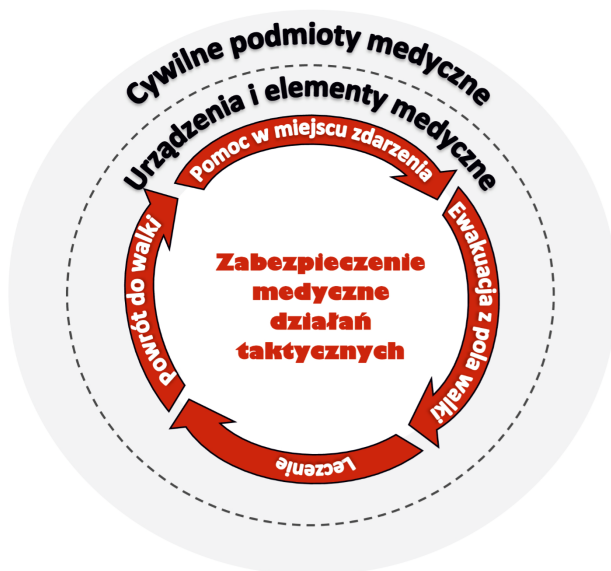 Cywilne podmioty medyczne
Urządzenia i elementy medyczne
Pomoc w miejscu zdarzenia
Ewakuacja z pola walki
Leczenie
Powrót do walki
Zabezpieczenie
medyczne
działań
taktycznych